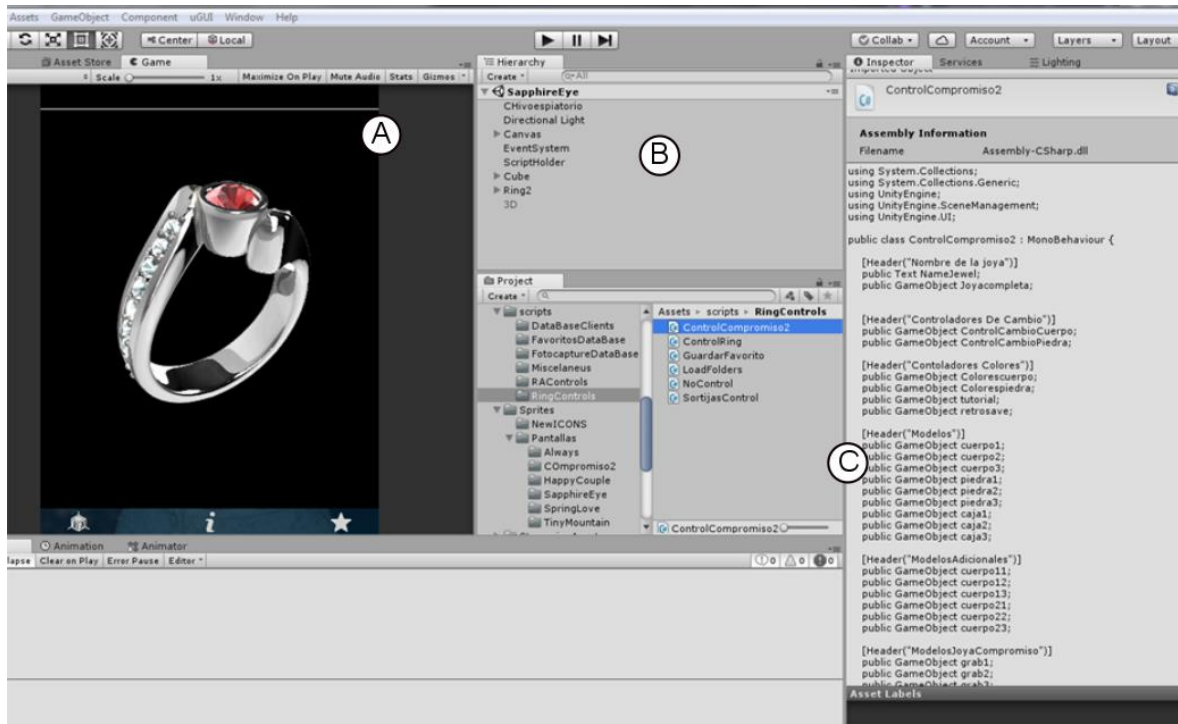 Assets GameObject Component uGUI Window Help
Center Local
Collab Account Layers Layout
Asset Store Game
Scale 1x Maximize On Play Mute Audio Stats Gizmos
A
Hierarchy
Create All
SapphireEye
CHivoespiatorio
Directional Light
Canvas
EventSystem
ScriptHolder
Cube
Ring2
3D
B
Project
Create
scripts
DataBaseClients
FavoritosDataBase
FotocaptureDataBase
Miscelaneus
RAControls
RingControls
Sprites
NewICONS
Pantallas
Always
COmpromiso2
HappyCouple
SapphireEye
SpringLove
TinyMountain
Assets scripts RingControls
ControlCompromiso2
ControlRing
GuardarFavorito
LoadFolders
NoControl
SortijasControl
ControlCompromiso2
Inspector Services Lighting
Imported Object
ControlCompromiso2
Assembly Information
Filename Assembly-CSharp.dll
using System.Collections;
using System.Collections.Generic;
using UnityEngine;
using UnityEngine.SceneManagement;
using UnityEngine.UI;
public class ControlCompromiso2 : MonoBehaviour {
[Header("Nombre de la joya")]
public Text NameJewel;
public GameObject Joyacompleta;
[Header("Controladores De Cambio")]
public GameObject ControlCambioCuerpo;
public GameObject ControlCambioPiedra;
[Header("Contoladores Colores")]
public GameObject Colorescuerpo;
public GameObject Colorespiedra;
public GameObject tutorial;
public GameObject retrosave;
[Header("Modelos")]
public GameObject cuerpo1;
public GameObject cuerpo2;
public GameObject cuerpo3;
public GameObject piedra1;
public GameObject piedra2;
public GameObject piedra3;
public GameObject caja1;
public GameObject caja2;
public GameObject caja3;
C
[Header("ModelosAdicionales")]
public GameObject cuerpo11;
public GameObject cuerpo12;
public GameObject cuerpo13;
public GameObject cuerpo21;
public GameObject cuerpo22;
public GameObject cuerpo23;
[Header("ModelosJoyaCompromiso")]
public GameObject grab1;
public GameObject grab2;
public GameObject grab3;
Asset Labels
Animation Animator
lapse Clear on Play Error Pause Editor
0 0 0